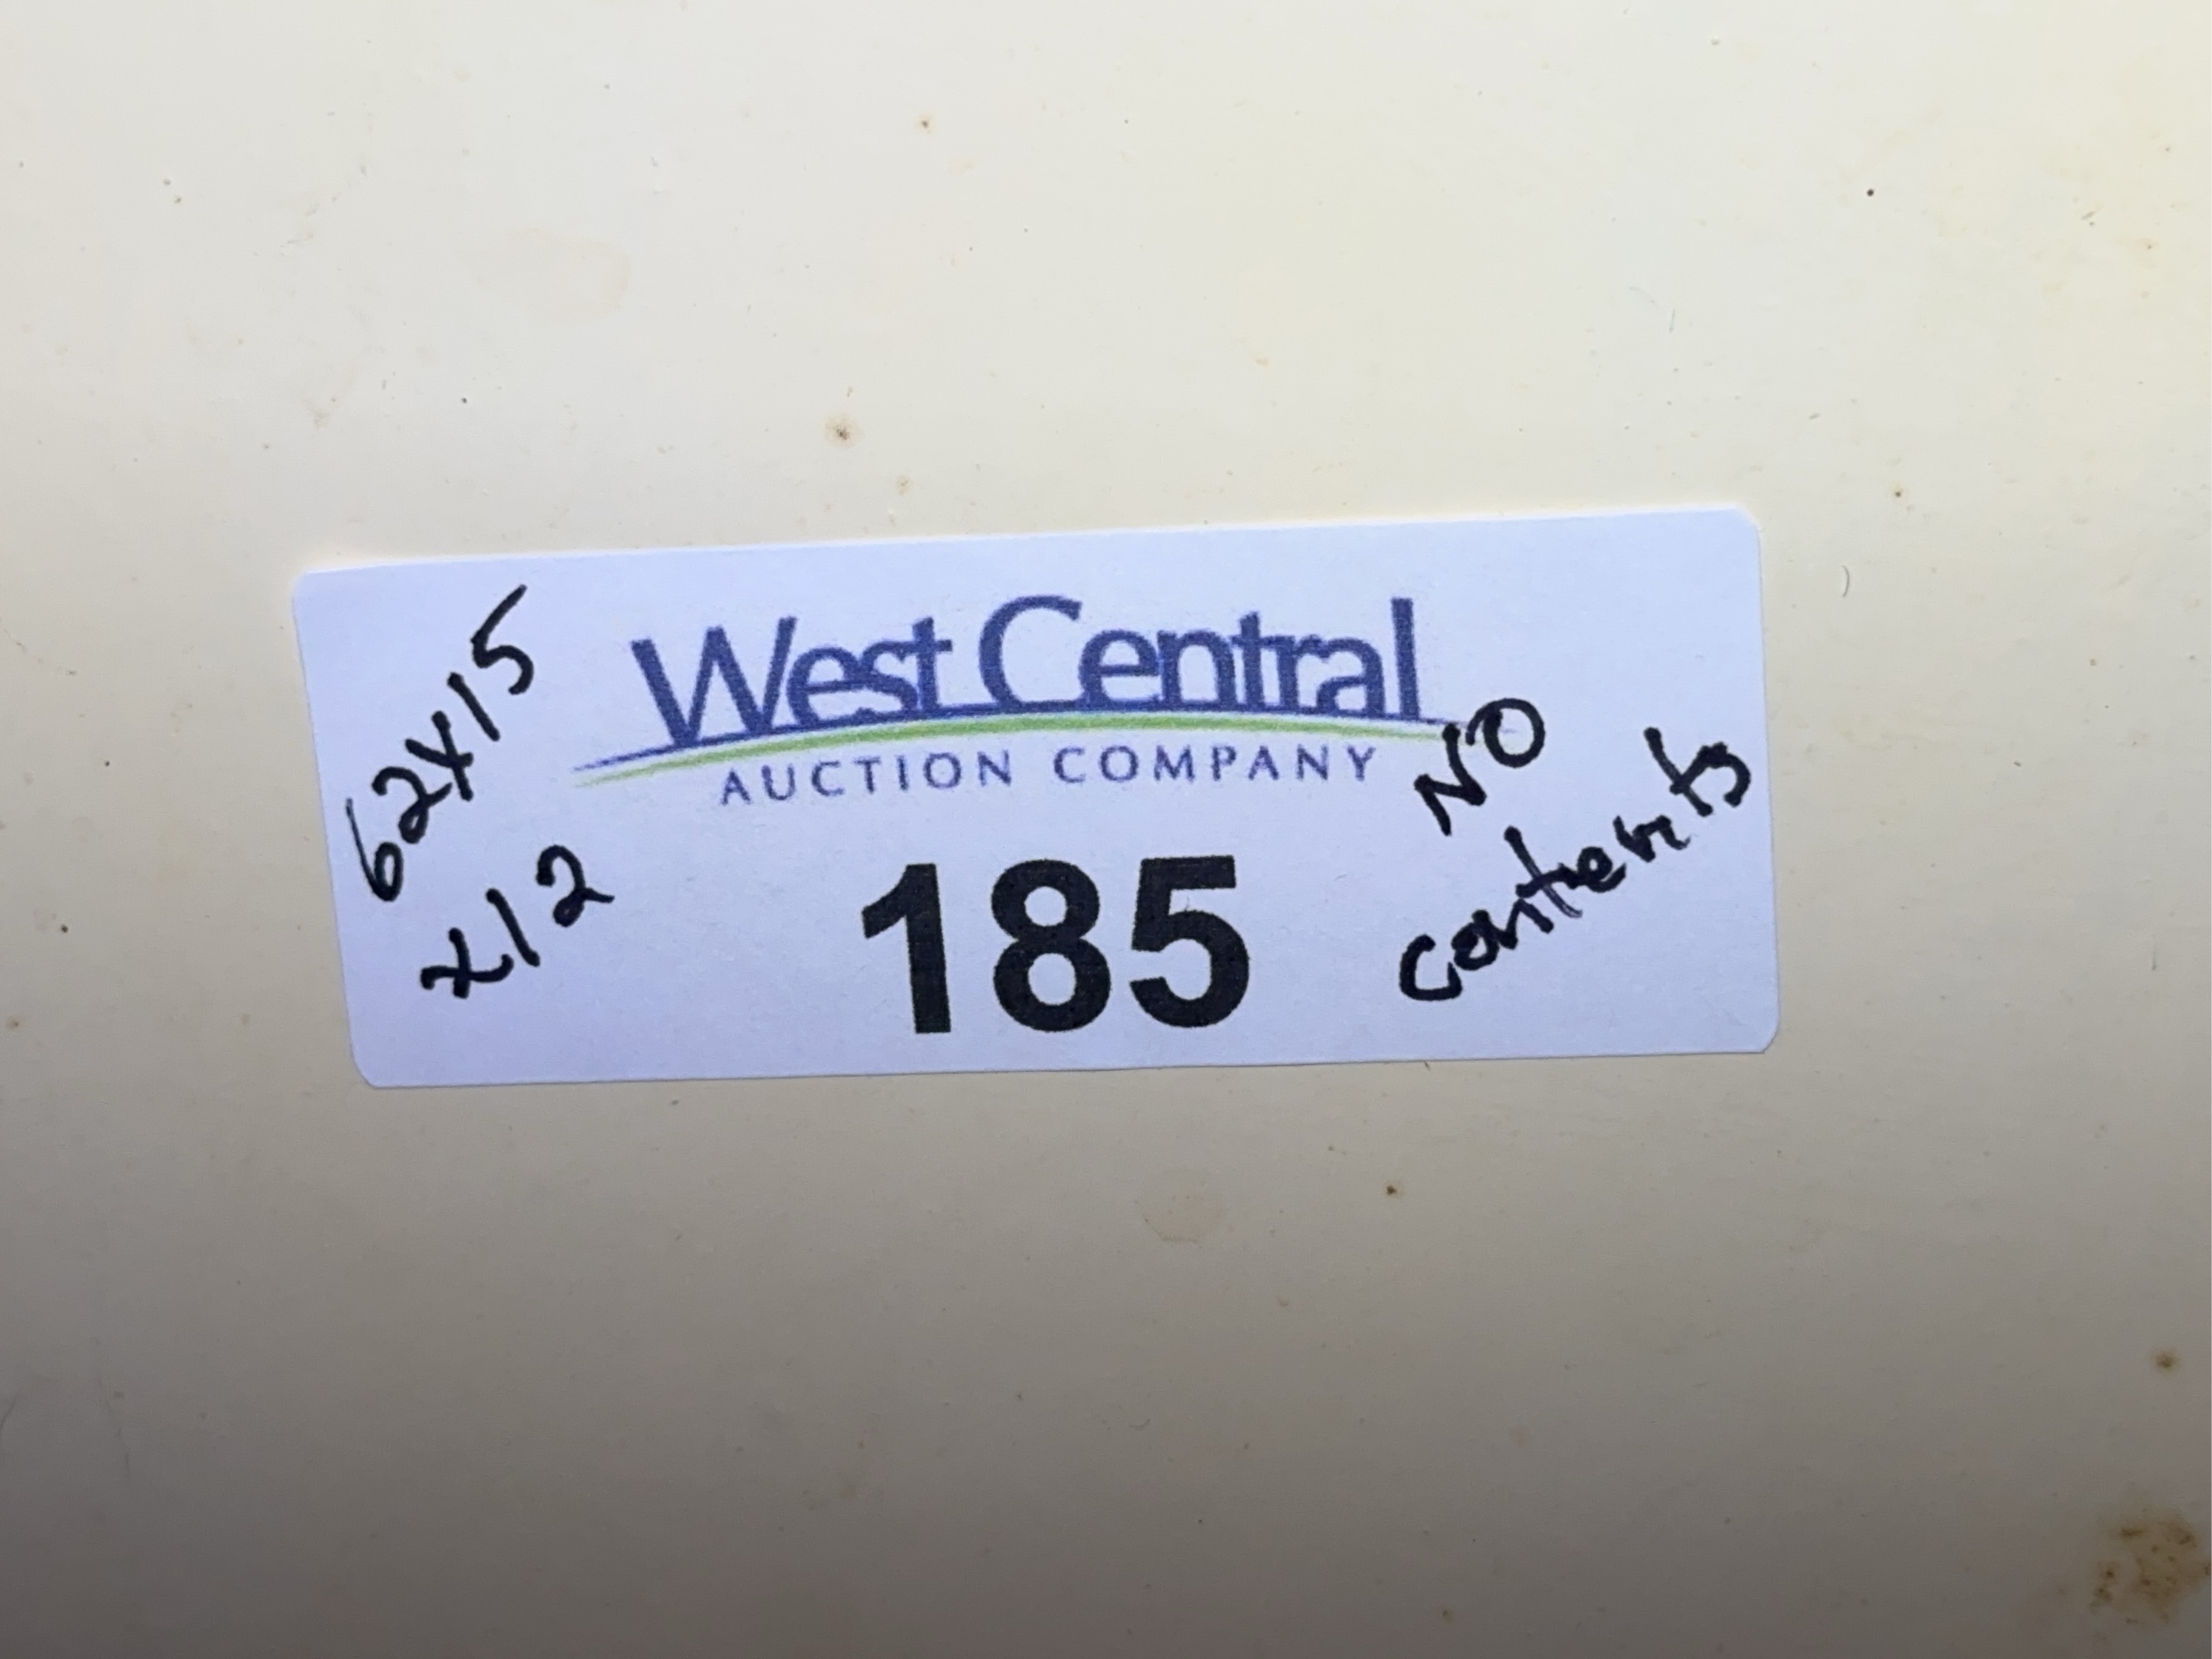 West Central
AUCTION COMPANY
185
62x15
x12
NO
contents